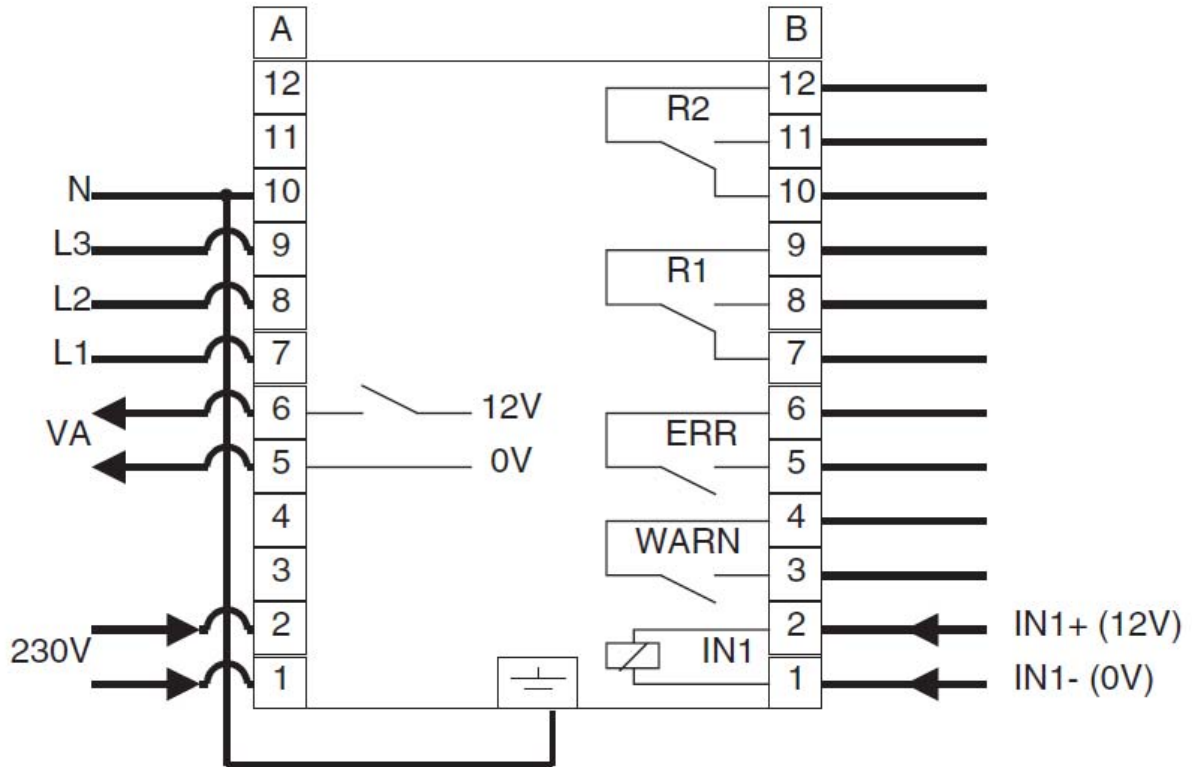 A B
12 12
R2
11 11
N 10 10
L3 9 9
R1
L2 8 8
L1 7 7
6 12V 6
VA ERR
5 0V 5
4 4
WARN
3 3
2 2 IN1+ (12V)
230V IN1
1 1 IN1- (0V)